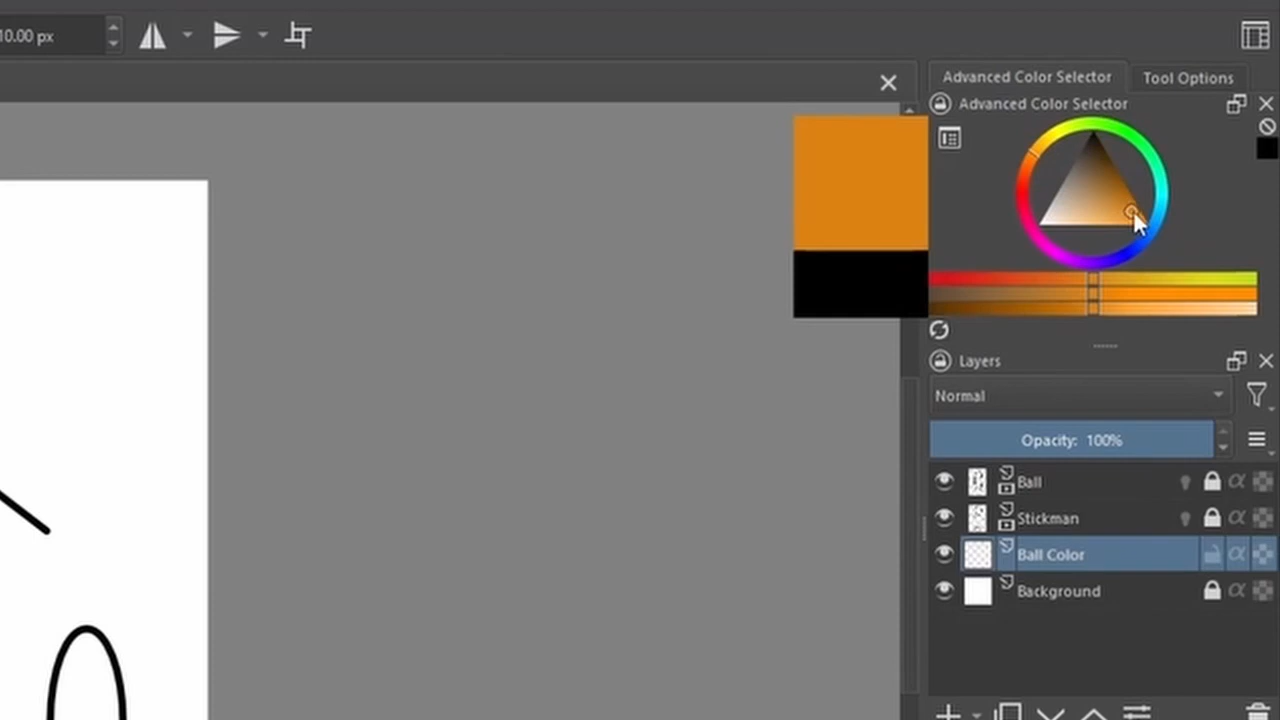 10.00 px
Advanced Color Selector
Tool Options
Advanced Color Selector
Layers
Normal
Opacity: 100%
Ball
Stickman
Ball Color
Background